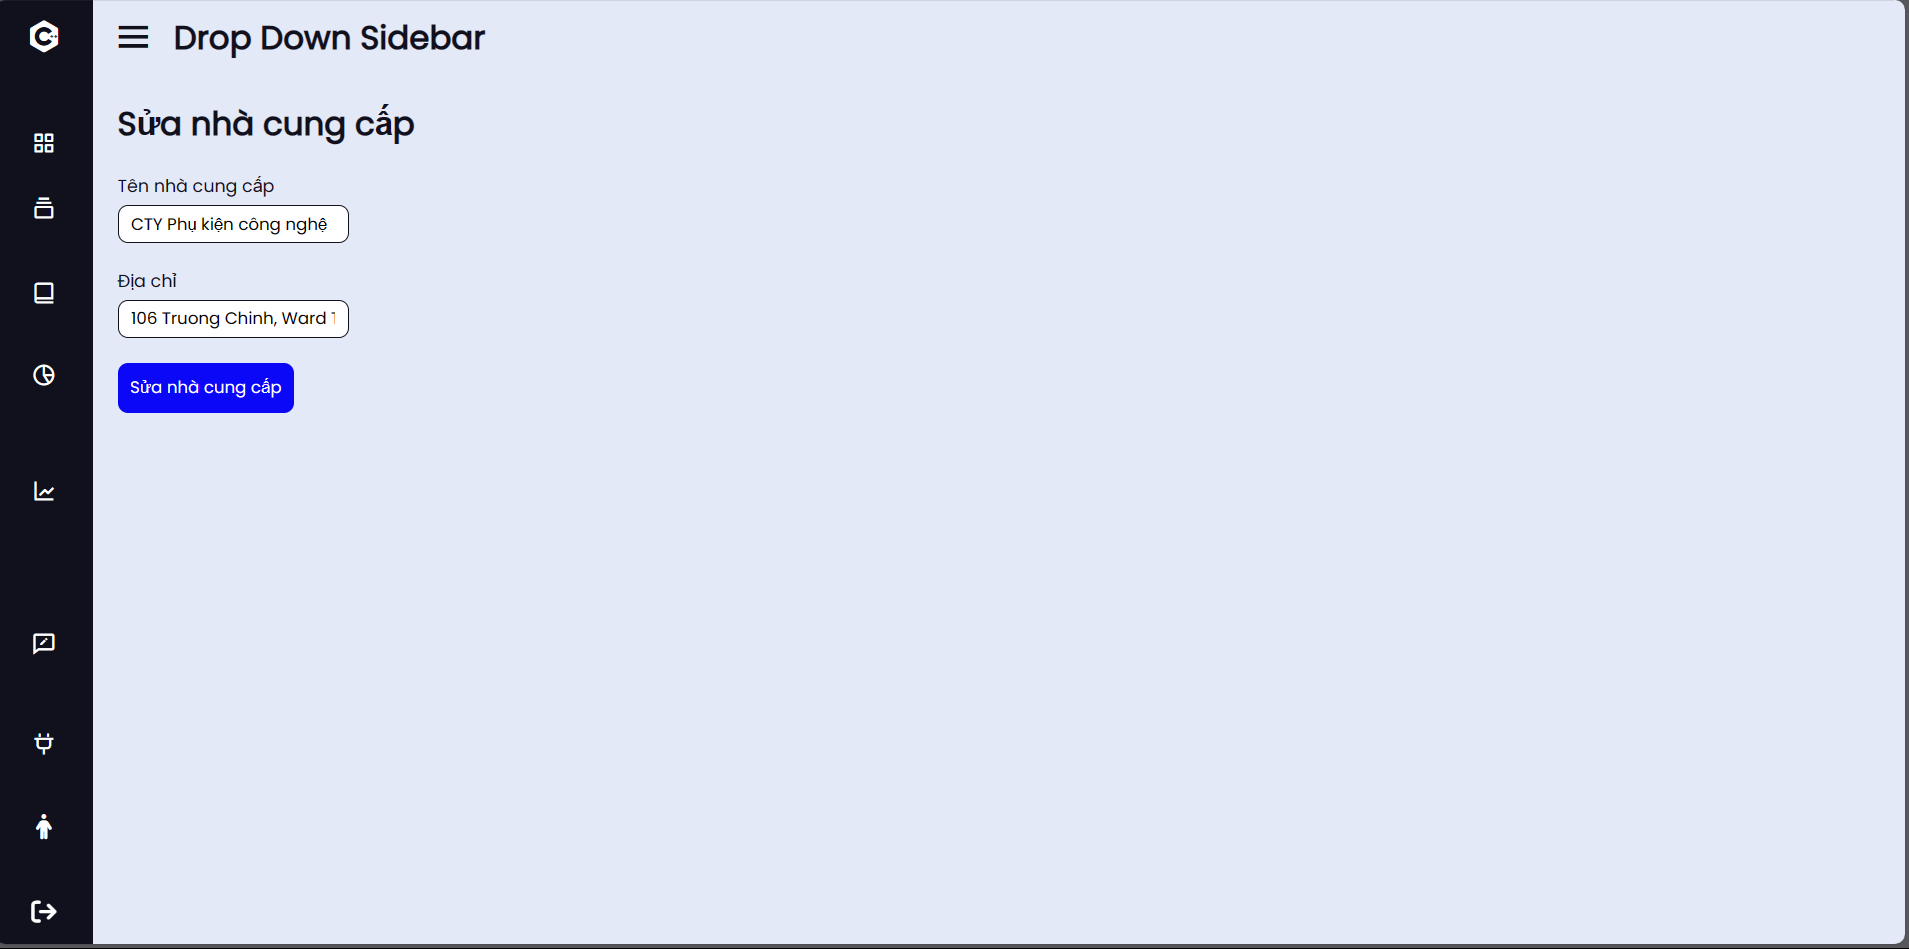 Drop Down Sidebar
Sửa nhà cung cấp
Tên nhà cung cấp
CTY Phụ kiện công nghệ
Địa chỉ
106 Truong Chinh, Ward
Sửa nhà cung cấp